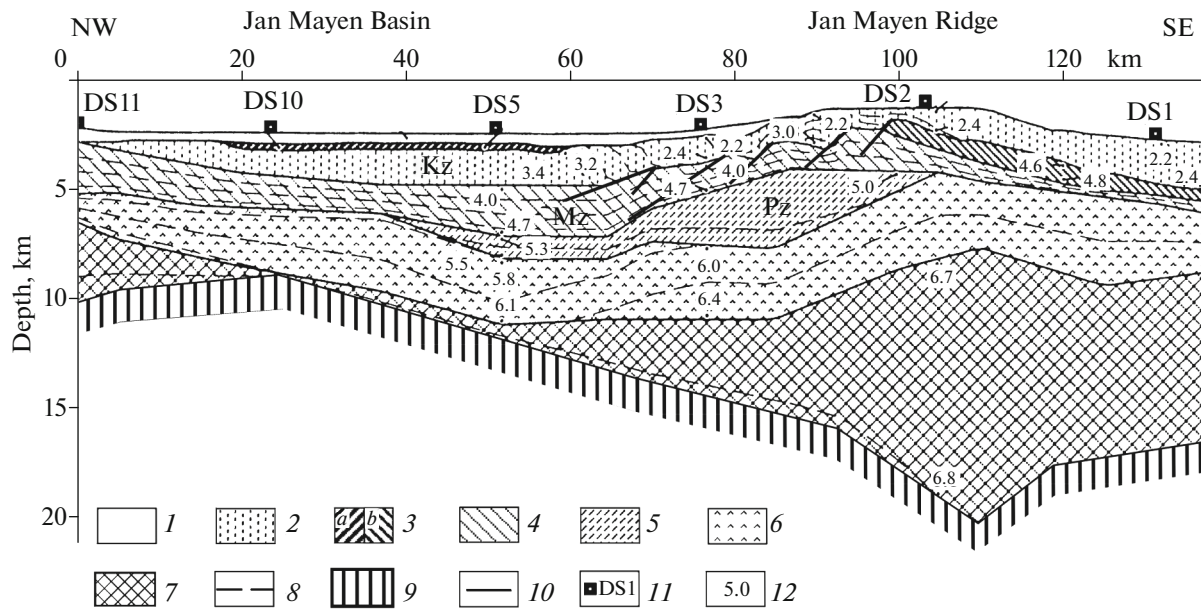 NW Jan Mayen Basin Jan Mayen Ridge SE
0 20 40 60 80 100 120 km
DS11 DS10 DS5 DS3 DS2 DS1
Depth, km
5
10
15
20
3.0 2.2 2.4
2.2
2.4 2.2
Kz 3.2
3.4 4.0 4.6 4.8 2.4
4.0 4.7 5.0
Mz Pz
4.7
5.3
5.5 5.8 6.0 6.7
6.1 6.4
6.8
1 2 a b 3 4 5 6
7 8 9 10 DS1 11 5.0 12